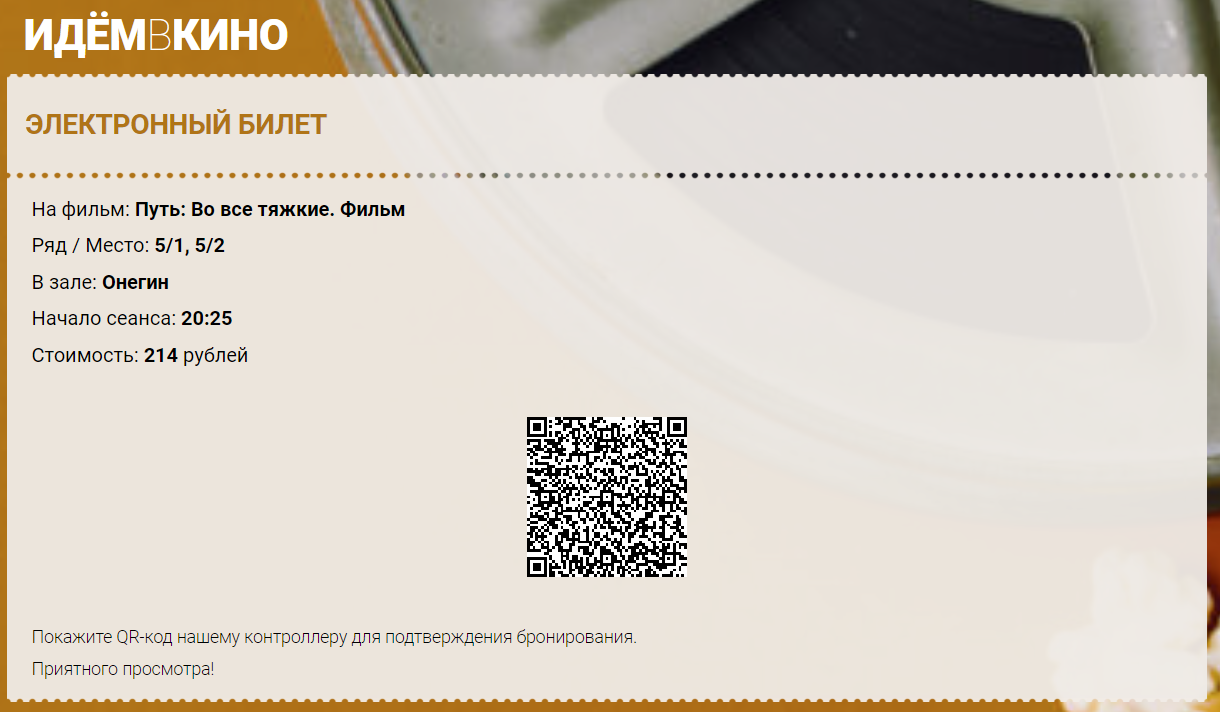 ИДЁМВКИНО
ЭЛЕКТРОННЫЙ БИЛЕТ
На фильм: Путь: Во все тяжкие. Фильм
Ряд / Место: 5/1, 5/2
В зале: Онегин
Начало сеанса: 20:25
Стоимость: 214 рублей
Покажите QR-код нашему контроллеру для подтверждения бронирования.
Приятного просмотра!